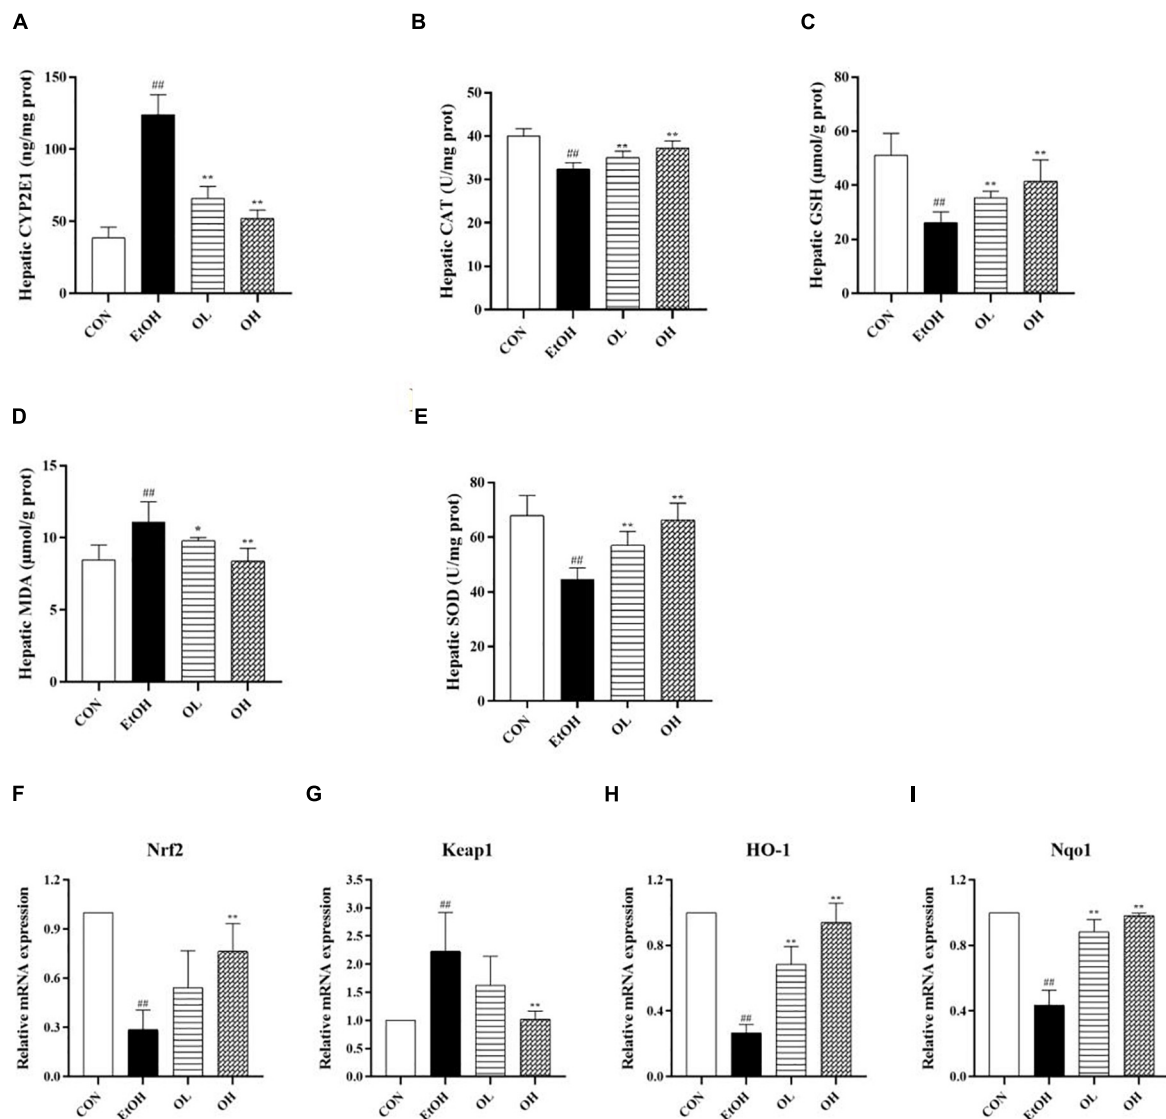 A
B
C
Hepatic CYP2E1 (ng/mg prot)
150
100
50
0
##
**
**
CON
EtOH
OL
OH
Hepatic CAT (U/mg prot)
50
40
30
20
10
0
##
**
**
CON
EtOH
OL
OH
Hepatic GSH (μmol/g prot)
80
60
40
20
0
##
**
**
CON
EtOH
OL
OH
D
E
Hepatic MDA (μmol/g prot)
15
10
5
0
##
*
**
CON
EtOH
OL
OH
Hepatic SOD (U/mg prot)
80
60
40
20
0
##
**
**
CON
EtOH
OL
OH
F
G
H
I
Nrf2
Relative mRNA expression
1.2
0.9
0.6
0.3
0.0
##
**
CON
EtOH
OL
OH
Keap1
Relative mRNA expression
3.5
3.0
2.5
2.0
1.5
1.0
0.5
0.0
##
**
CON
EtOH
OL
OH
HO-1
Relative mRNA expression
1.2
0.8
0.4
0.0
##
**
**
CON
EtOH
OL
OH
Nqo1
Relative mRNA expression
1.2
0.8
0.4
0.0
##
**
**
CON
EtOH
OL
OH